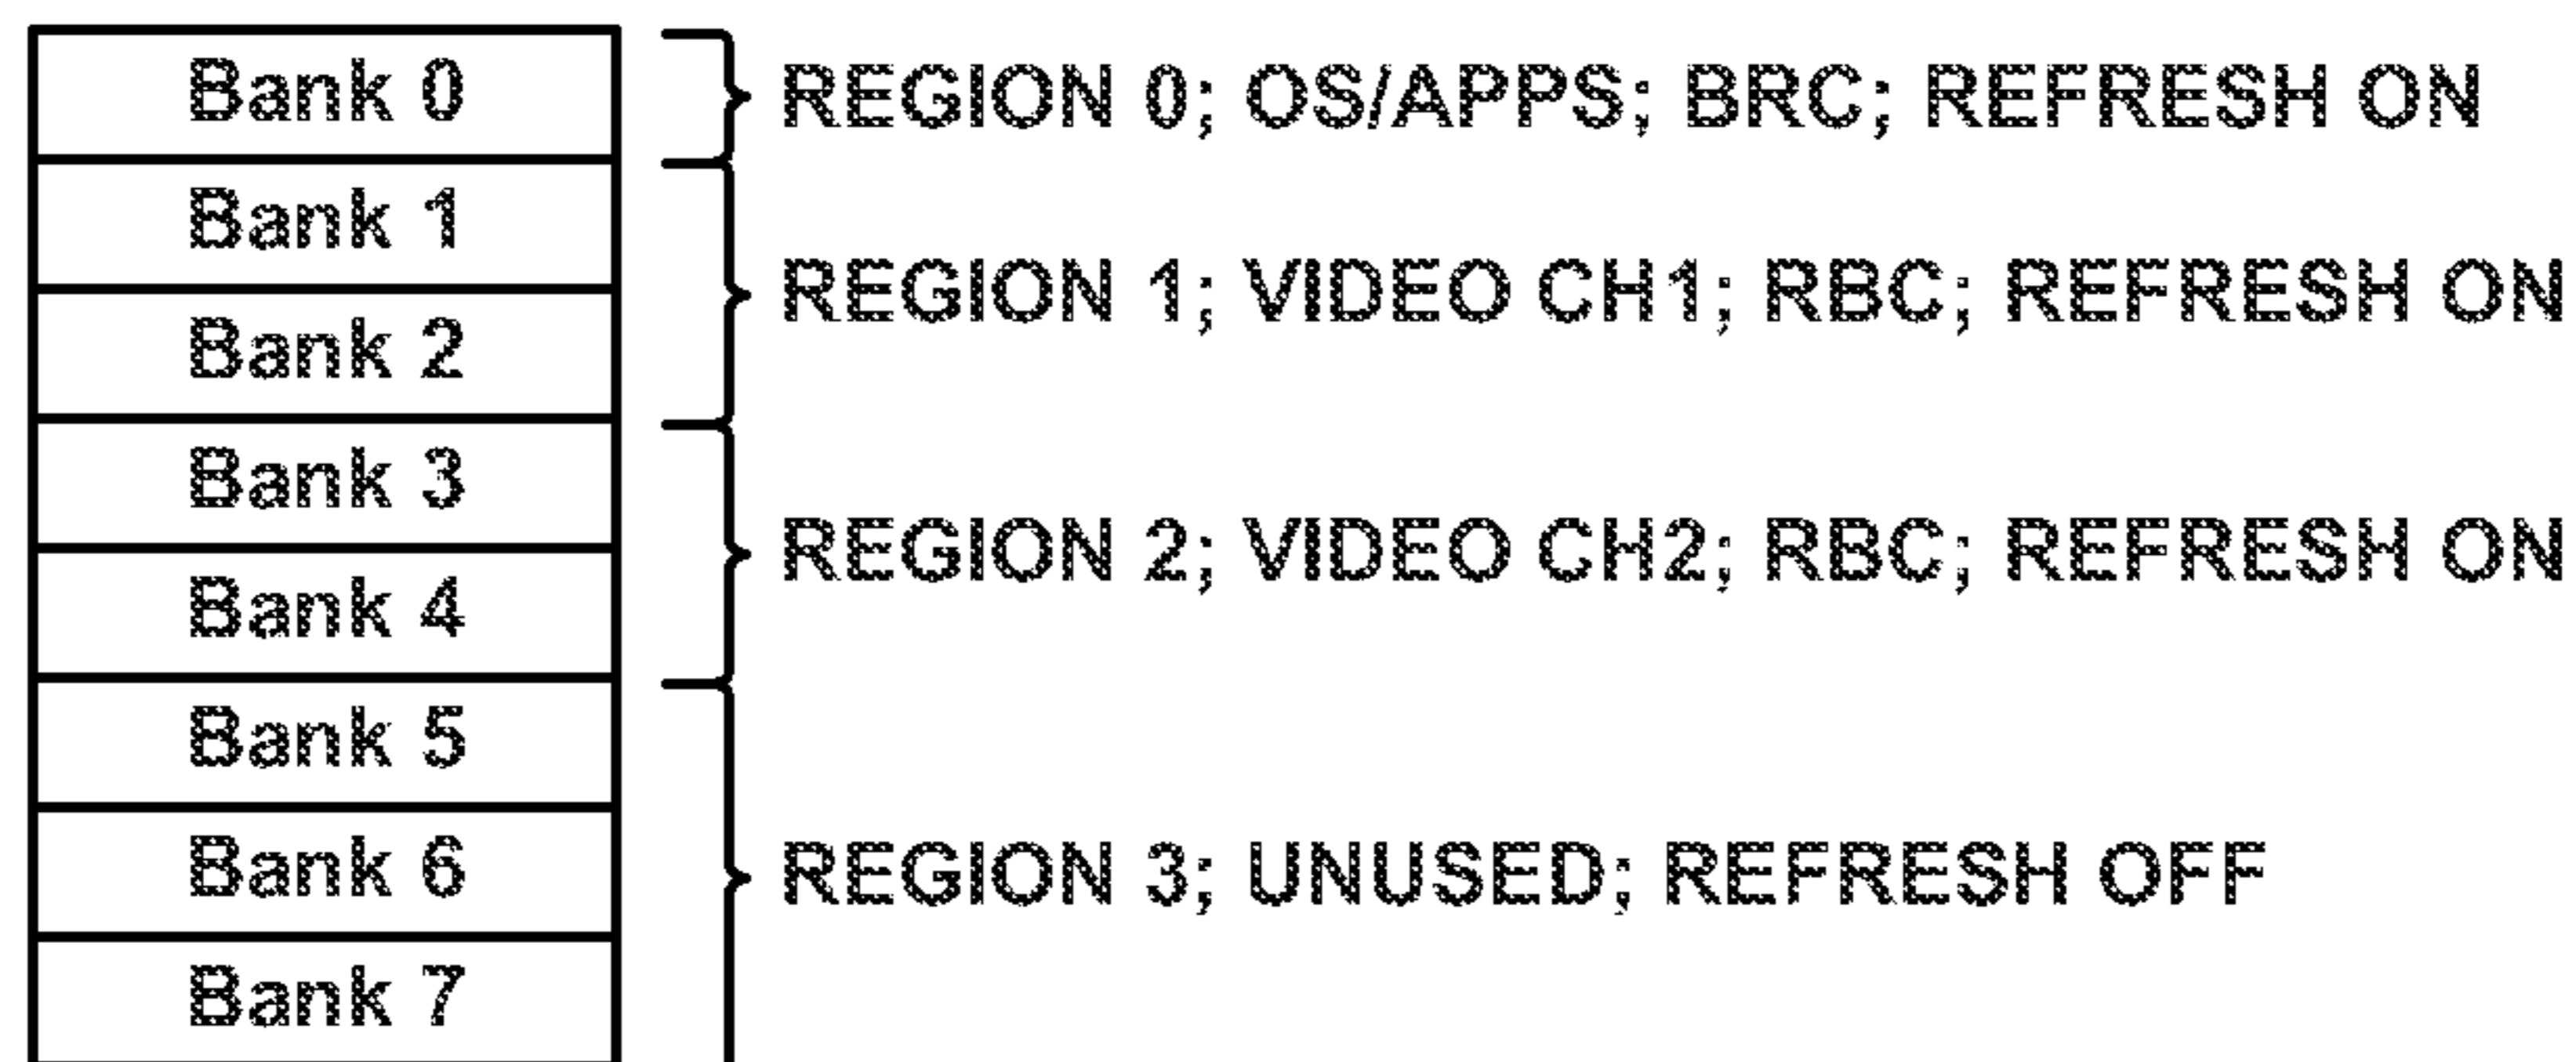 Bank 0
REGION 0; OS/APPS; BRC; REFRESH ON
Bank 1
REGION 1; VIDEO CH1; RBC; REFRESH ON
Bank 2
Bank 3
REGION 2; VIDEO CH2; RBC; REFRESH ON
Bank 4
Bank 5
Bank 6
REGION 3; UNUSED; REFRESH OFF
Bank 7